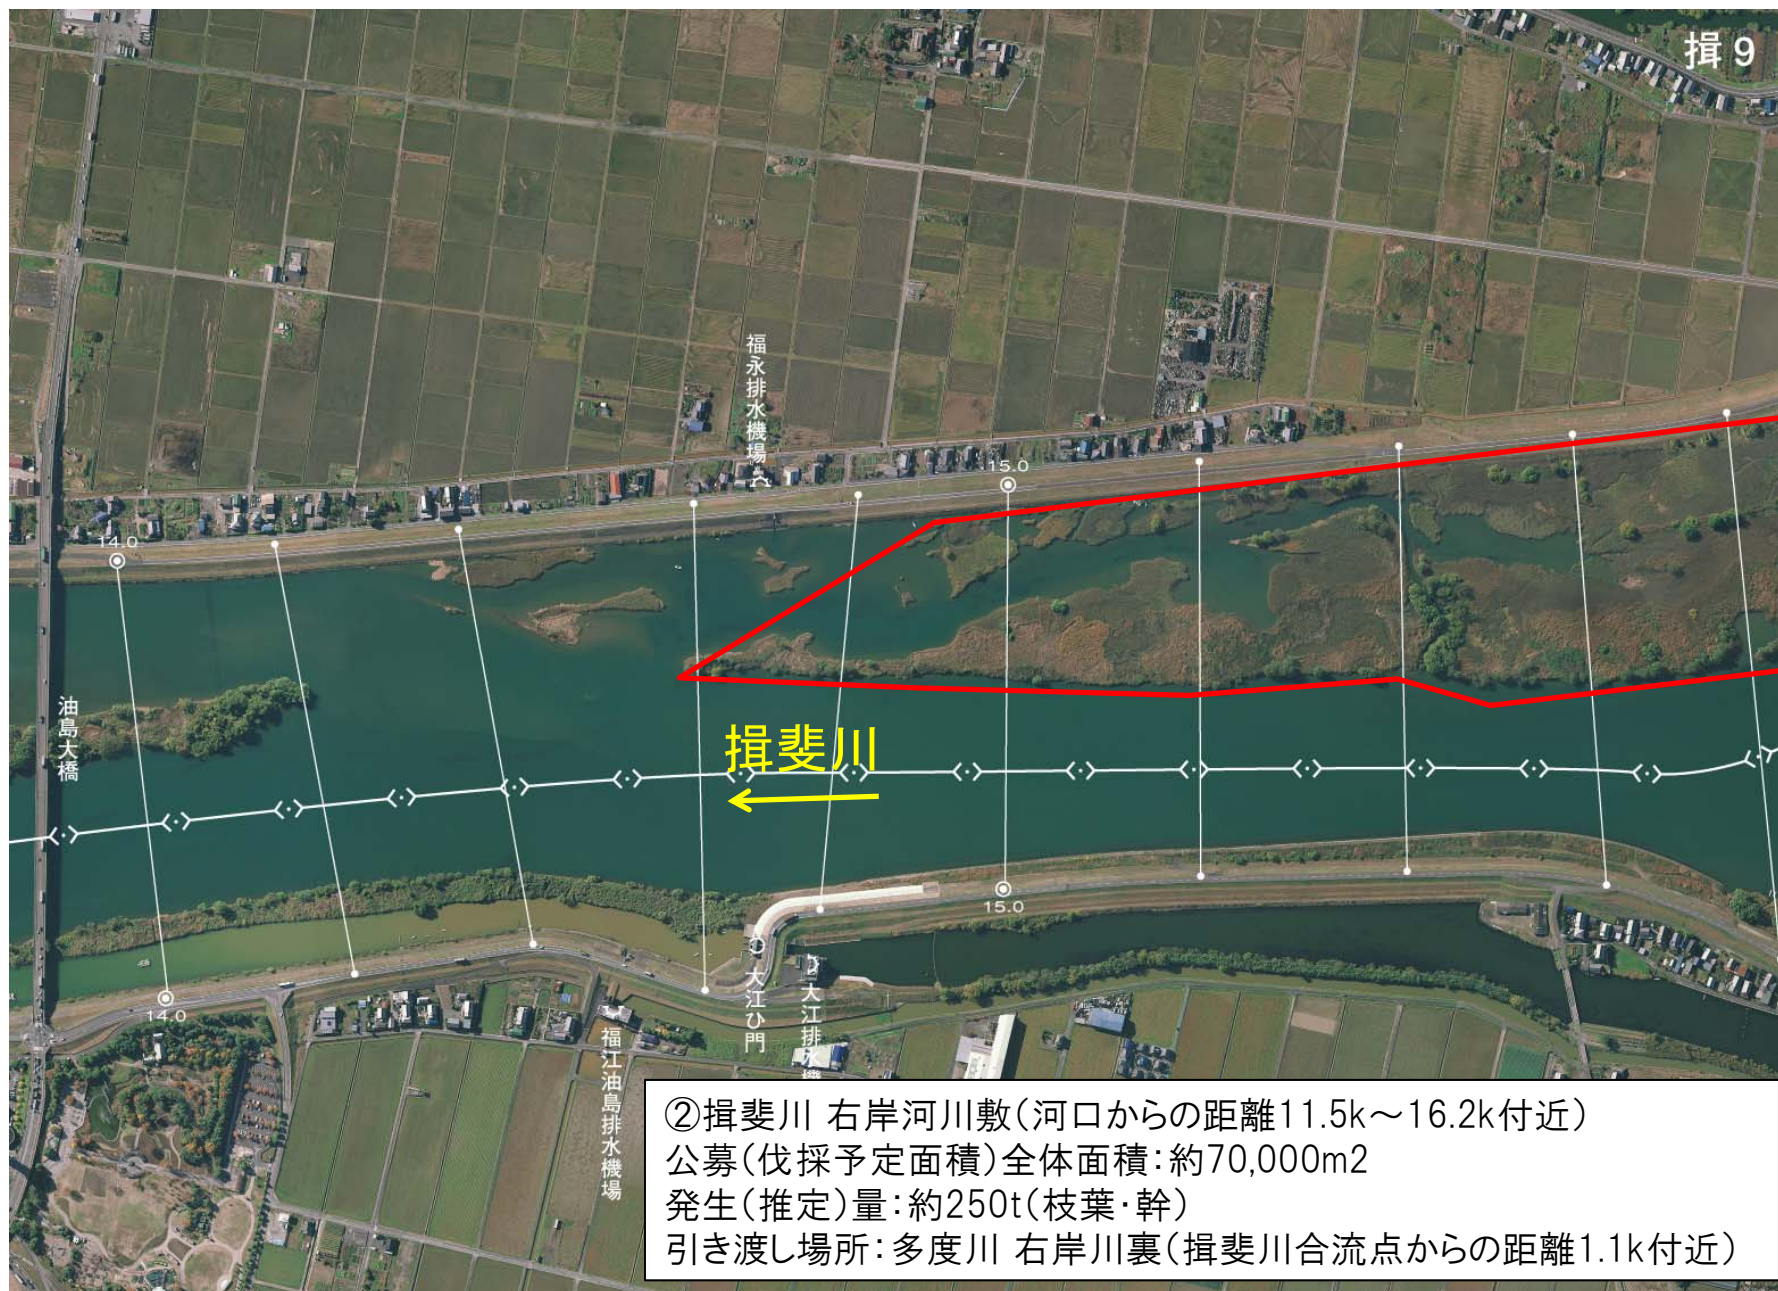 揖 9
福永排水機場
15.0
14.0
油島大橋
揖斐川
15.0
14.0
大江ひ門
大江排水機
福江油島排水機場
②揖斐川 右岸河川敷(河口からの距離11.5k～16.2k付近)
公募(伐採予定面積)全体面積:約70,000m2
発生(推定)量:約250t(枝葉・幹)
引き渡し場所:多度川 右岸川裏(揖斐川合流点からの距離1.1k付近)